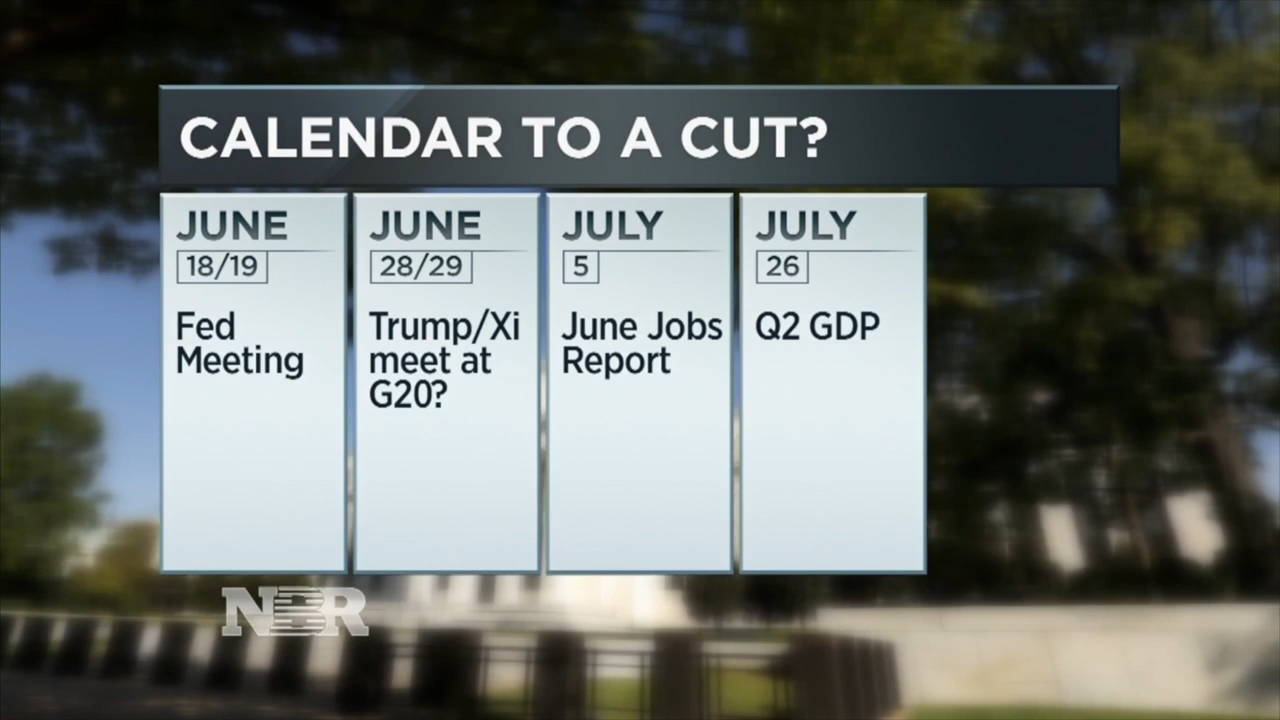 CALENDAR TO A CUT?
JUNE
18/19
Fed
Meeting
JUNE
28/29
Trump/Xi
meet at
G20?
JULY
5
June Jobs
Report
JULY
26
Q2 GDP
NBR